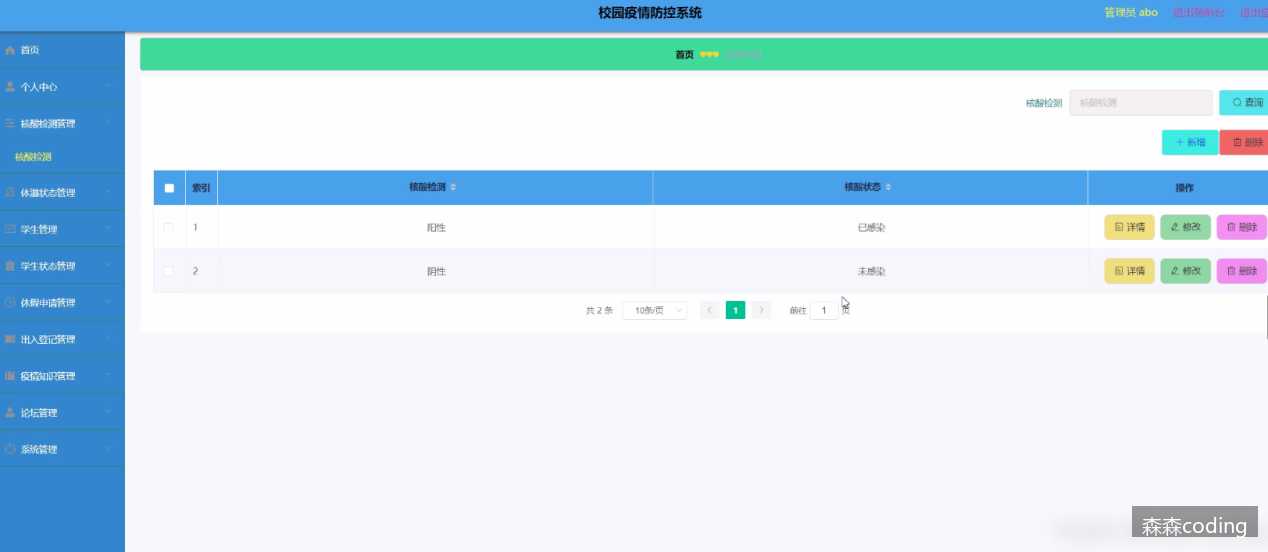 校园疫情防控系统
管理员 abo 退出到前台
首页
个人中心
核酸检测管理
核酸检测
体温状态管理
学生管理
学生状态管理
休假申请管理
出入登记管理
疫情知识管理
论坛管理
系统管理
首页 核酸检测
核酸检测 核酸检测 查询
新增 删除
索引 核酸检测 核酸状态 操作
1 阳性 已感染 详情 修改 删除
2 阴性 未感染 详情 修改 删除
共 2 条 10条/页 1 前往 1 页
森森coding